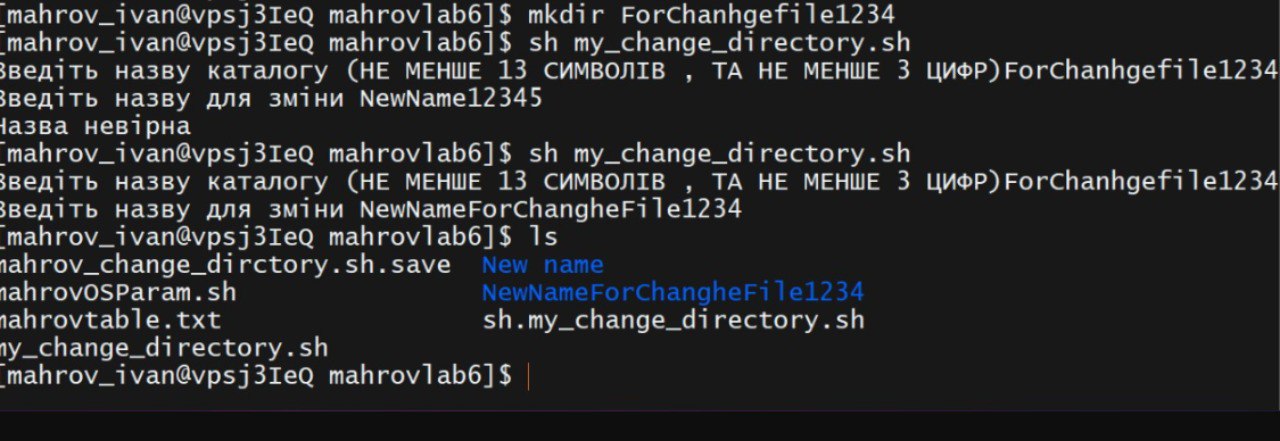 [mahrov_ivan@vpsj3IeQ mahrovlab6]$ mkdir ForChanhgefile1234
[mahrov_ivan@vpsj3IeQ mahrovlab6]$ sh my_change_directory.sh
Введіть назву каталогу (НЕ МЕНШЕ 13 СИМВОЛІВ , ТА НЕ МЕНШЕ 3 ЦИФР)ForChanhgefile1234
Введіть назву для зміни NewName12345
Назва невірна
[mahrov_ivan@vpsj3IeQ mahrovlab6]$ sh my_change_directory.sh
Введіть назву каталогу (НЕ МЕНШЕ 13 СИМВОЛІВ , ТА НЕ МЕНШЕ 3 ЦИФР)ForChanhgefile1234
Введіть назву для зміни NewNameForChangheFile1234
[mahrov_ivan@vpsj3IeQ mahrovlab6]$ ls
mahrov_change_dirctory.sh.save New name
mahrovOSParam.sh NewNameForChangheFile1234
mahrovtable.txt sh.my_change_directory.sh
my_change_directory.sh
[mahrov_ivan@vpsj3IeQ mahrovlab6]$